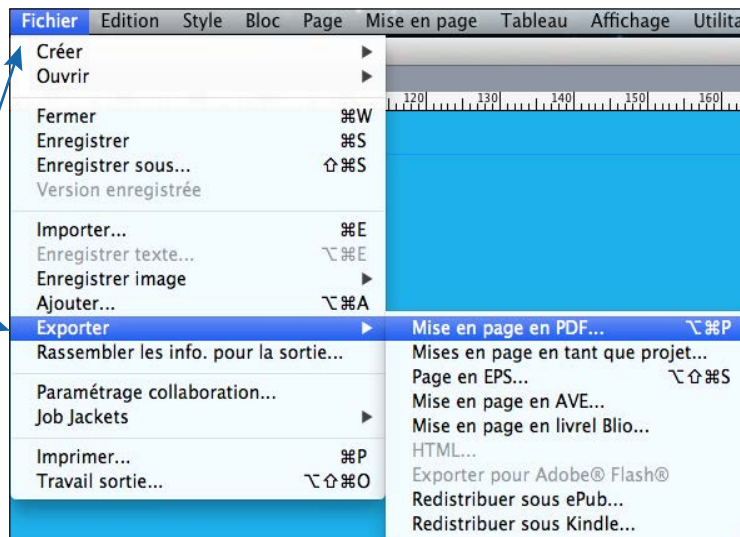 Fichier Edition Style Bloc Page Mise en page Tableau Affichage Utilita
Créer
Ouvrir
120 130 140 150 160
Fermer ⌘W
Enregistrer ⌘S
Enregistrer sous... ⇧⌘S
Version enregistrée
Importer... ⌘E
Enregistrer texte... ⌥⌘E
Enregistrer image
Ajouter... ⌥⌘A
Exporter
Rassembler les info. pour la sortie...
Paramétrage collaboration...
Job Jackets
Imprimer... ⌘P
Travail sortie... ⌥⇧⌘O
Mise en page en PDF... ⌥⌘P
Mises en page en tant que projet...
Page en EPS... ⌥⇧⌘S
Mise en page en AVE...
Mise en page en livrel Blio...
HTML...
Exporter pour Adobe® Flash®
Redistribuer sous ePub...
Redistribuer sous Kindle...